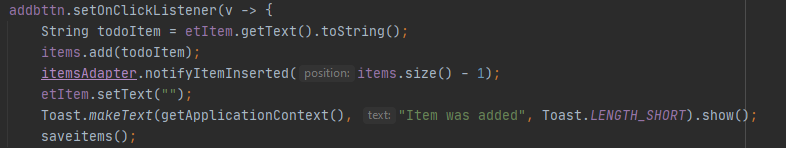 addbttn.setOnClickListener(v -> {
String todoItem = etItem.getText().toString();
items.add(todoItem);
itemsAdapter.notifyItemInserted( position: items.size() - 1);
etItem.setText("");
Toast.makeText(getApplicationContext(), text: "Item was added", Toast.LENGTH_SHORT).show();
saveitems();